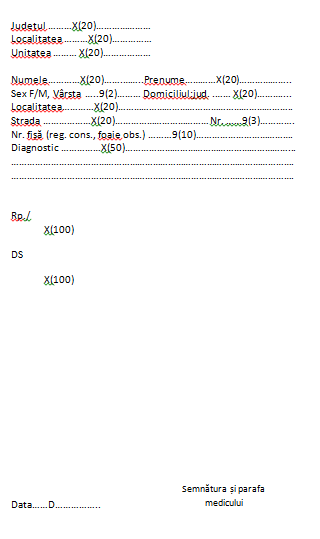 Județul .........X(20)..................
Localitatea .........X(20)...............
Unitatea ......... X(20)..................
Numele............X(20)...............Prenume............X(20)....................
Sex F/M, Vârsta .....9(2)......... Domiciliul:jud. ....... X(20).............
Localitatea............X(20)..................................................................
Strada ..................X(20)................................... Nr. ......9(3).............
Nr. fișă (reg. cons., foaie obs.) .........9(10).....................................
Diagnostic ...............X(50)................................................................
............................................................................................................
............................................................................................................
Rp./
X(100)
DS
X(100)
Semnătura și parafa
medicului
Data......D.................